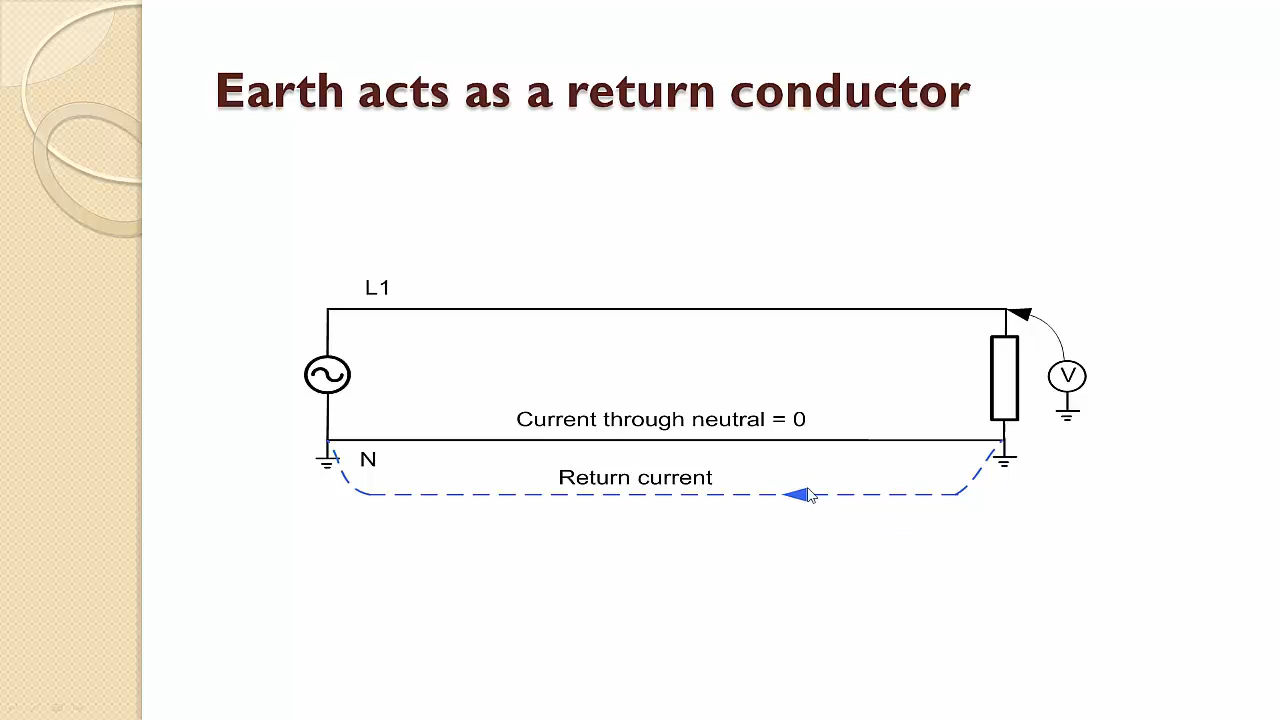 Earth acts as a return conductor
L1
V
Current through neutral = 0
N
Return current